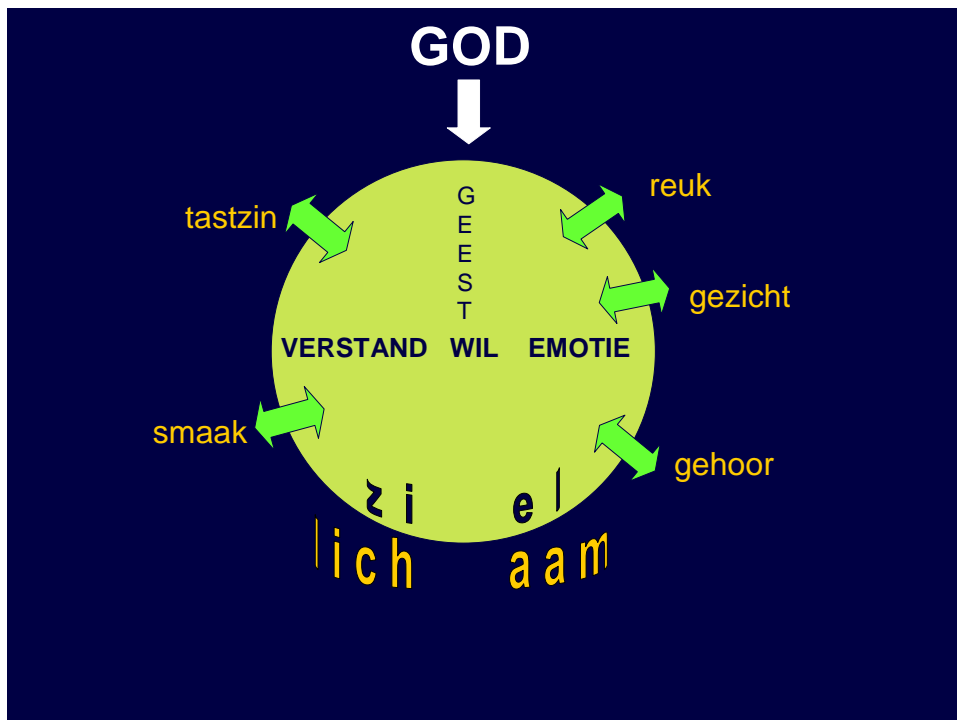 GOD
reuk
tastzin
GEEST
gezicht
VERSTAND WIL EMOTIE
smaak
gehoor
ziel
lichaam